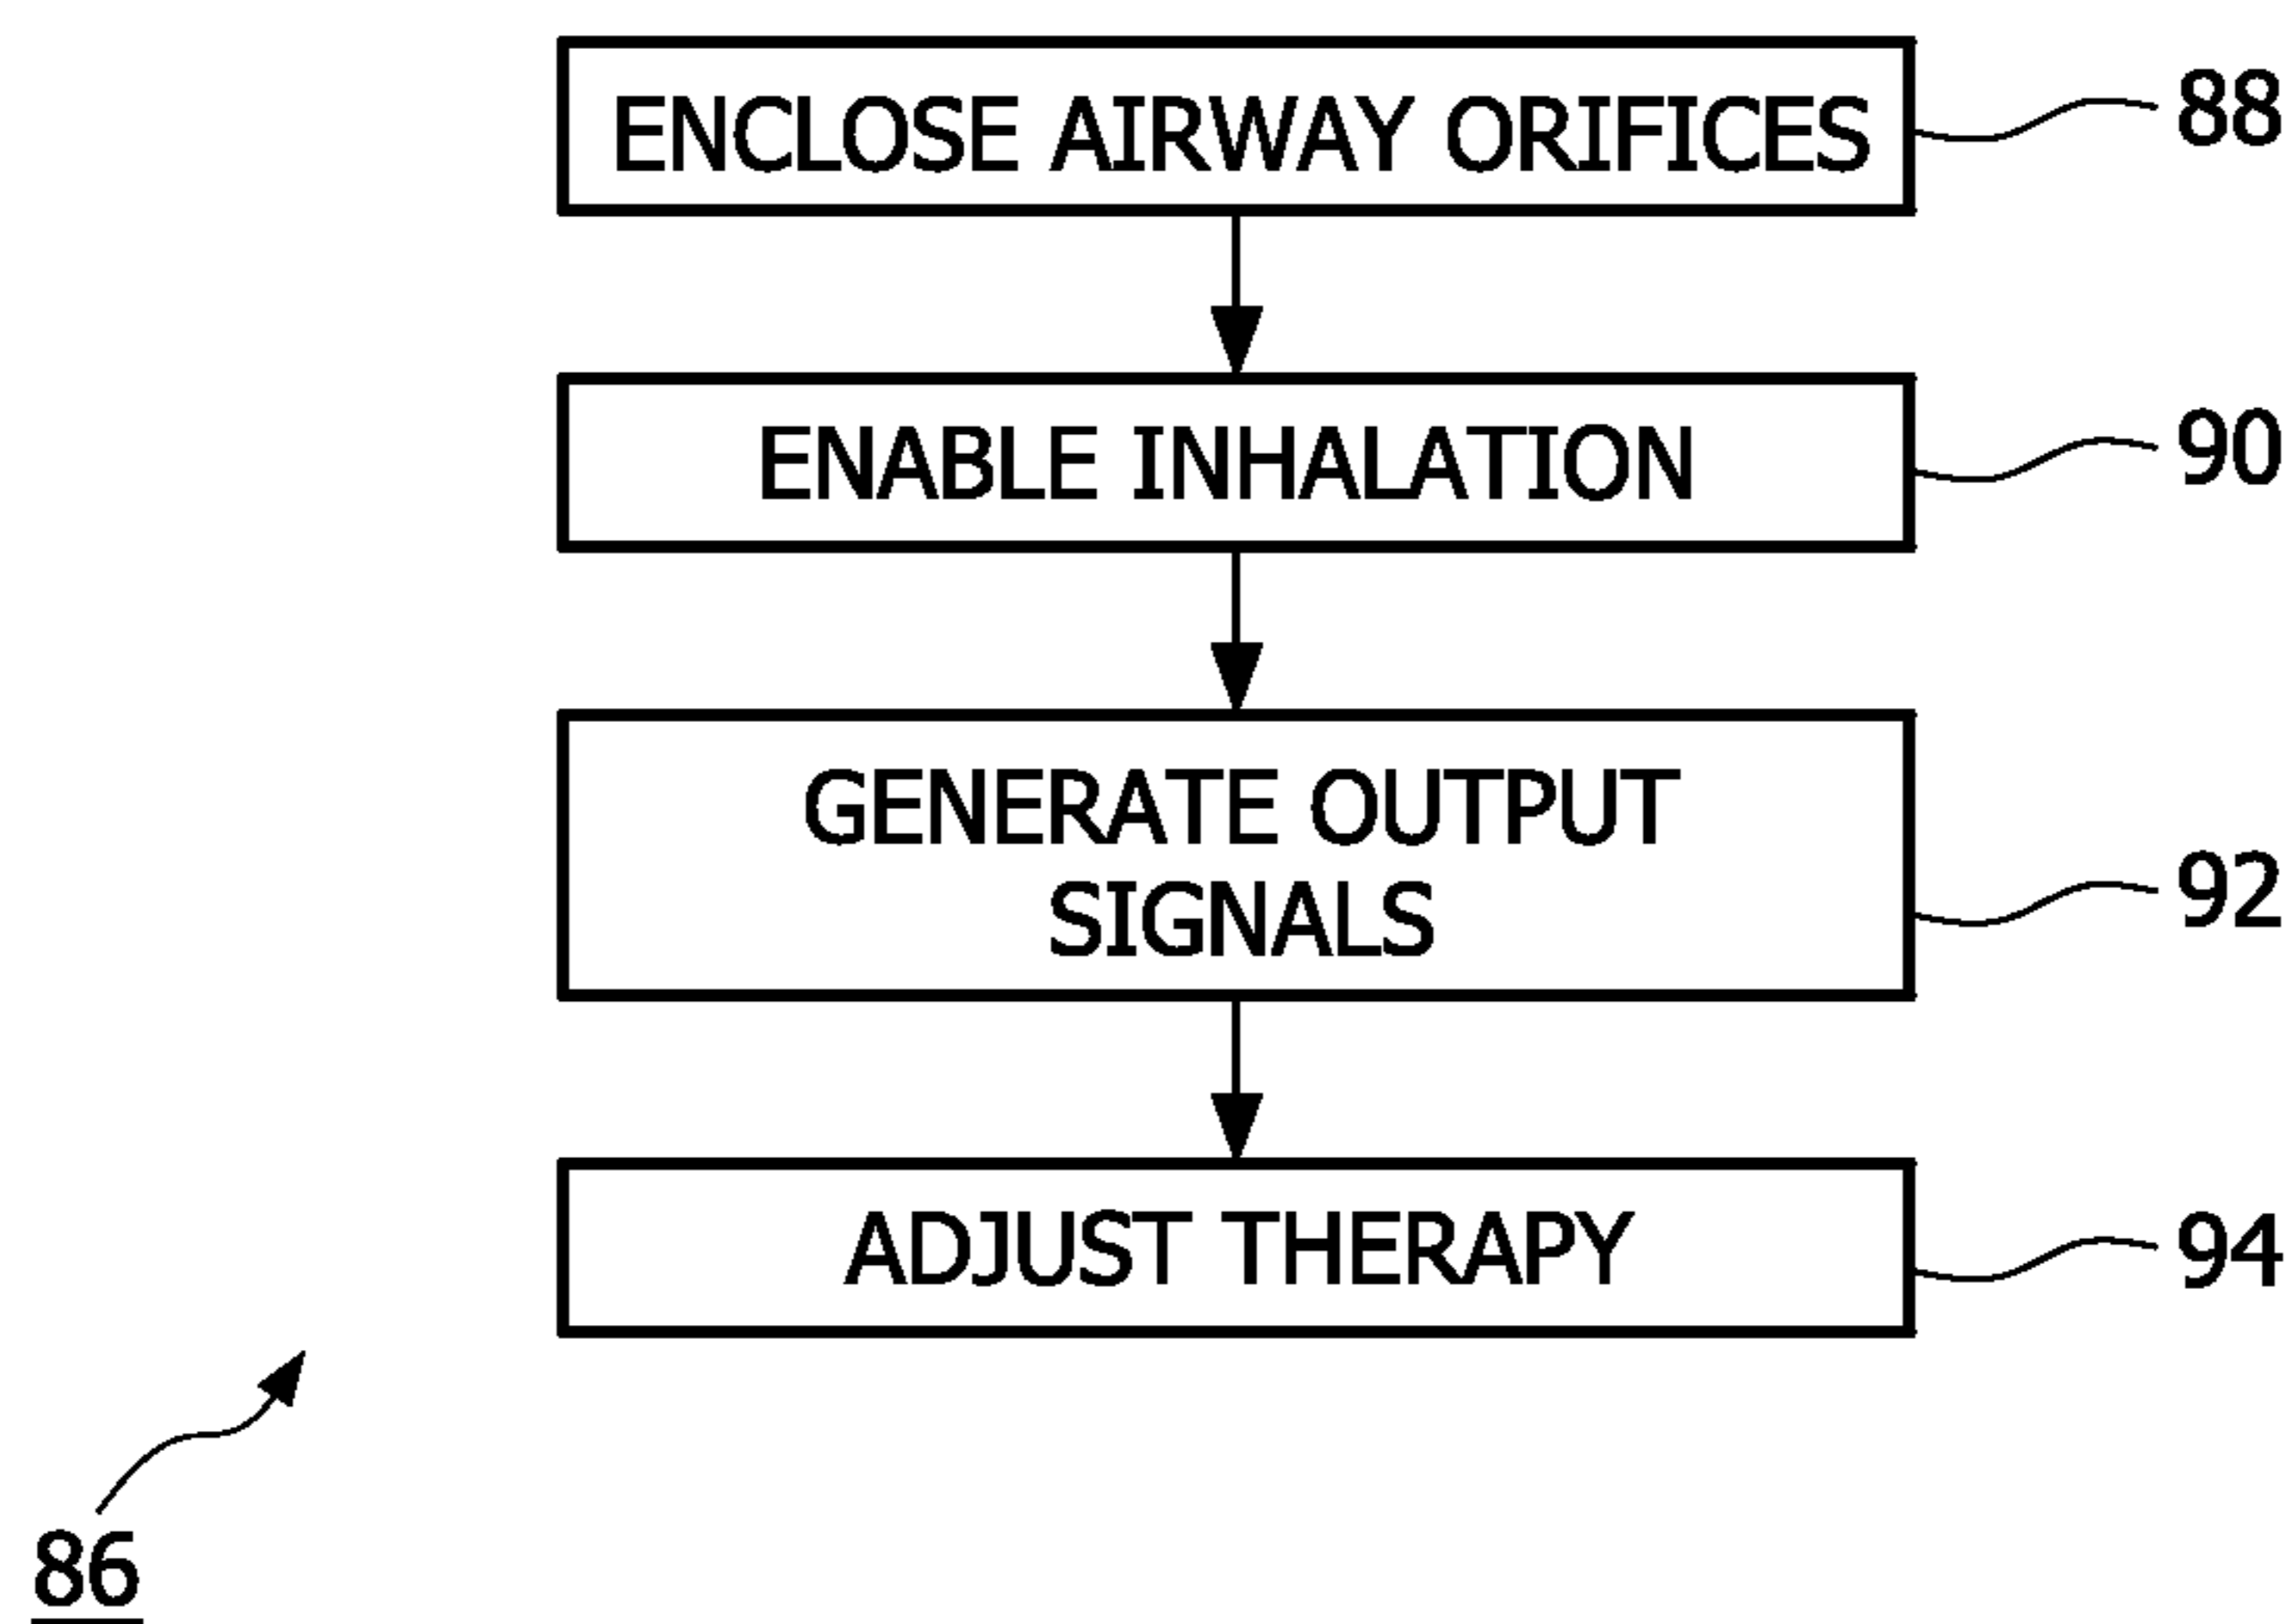 ENCLOSE AIRWAY ORIFICES
88
ENABLE INHALATION
90
GENERATE OUTPUT
SIGNALS
92
ADJUST THERAPY
94
86